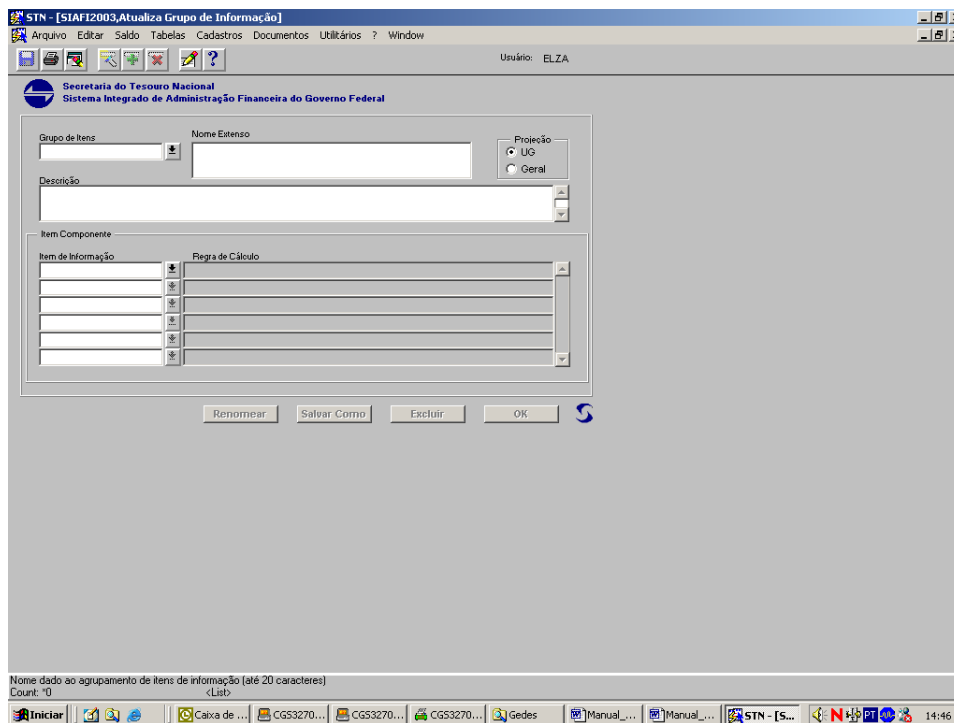 STN - [SIAFI2003,Atualiza Grupo de Informação]
Arquivo Editar Saldo Tabelas Cadastros Documentos Utilitários ? Window
Usuário: ELZA
Secretaria do Tesouro Nacional
Sistema Integrado de Administração Financeira do Governo Federal
Grupo de Itens
Nome Extenso
Projeção
UG
Geral
Descrição
Item Componente
Item de Informação
Regra de Cálculo
Renomear
Salvar Como
Excluir
OK
Nome dado ao agrupamento de itens de informação (até 20 caracteres)
Count: *0 <List>
Iniciar
Caixa de ...
CGS3270...
CGS3270...
CGS3270...
Gedes
Manual_...
Manual_...
STN - [S...
N
PT
14:46